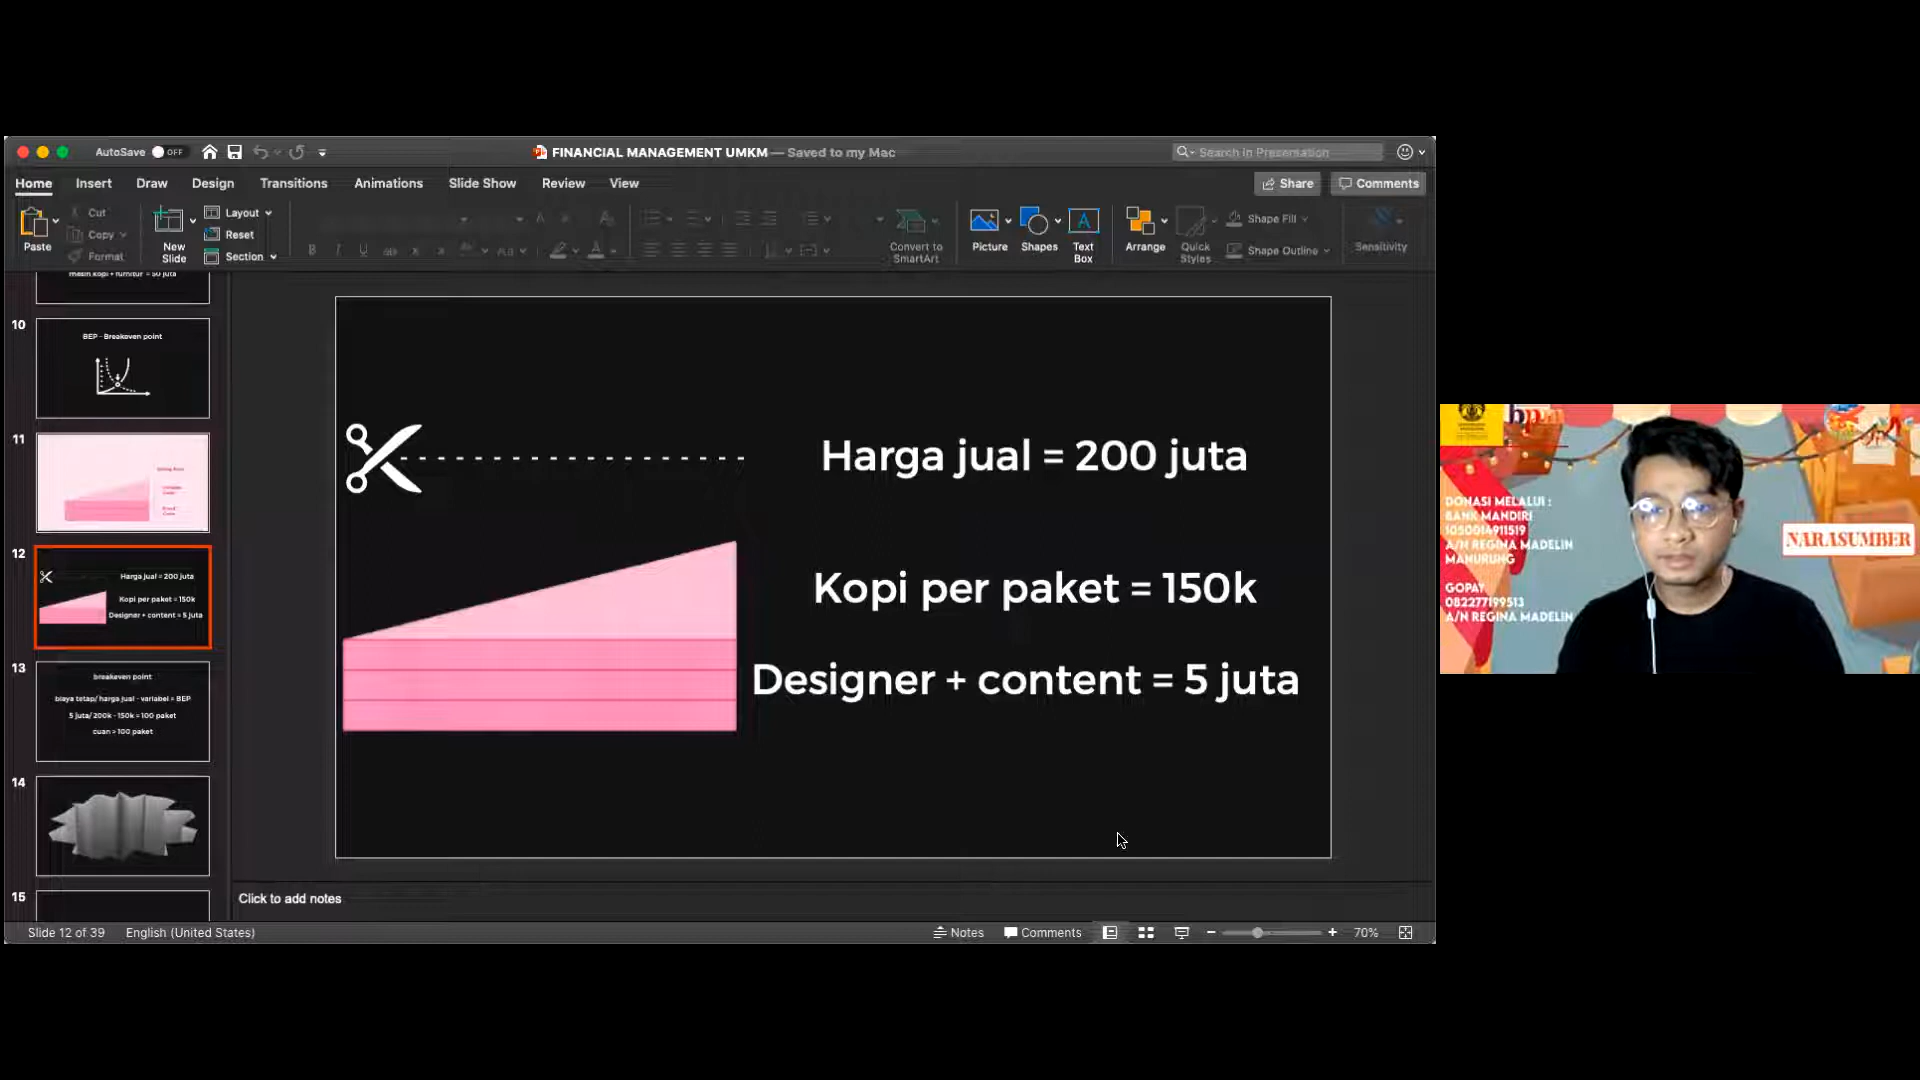 AutoSave OFF
FINANCIAL MANAGEMENT UMKM — Saved to my Mac
Search in Presentation
Home Insert Draw Design Transitions Animations Slide Show Review View
Share Comments
Paste
Cut
Copy
Format
New Slide
Layout
Reset
Section
Convert to SmartArt
Picture
Shapes
Text Box
Arrange
Quick Styles
Shape Fill
Shape Outline
Sensitivity
mesin kopi + furnitur = 50 juta
10
BEP - Breakeven point
11
12
Harga jual = 200 juta
Kopi per paket = 150k
Designer + content = 5 juta
13
breakeven point
biaya tetap/ harga jual - variabel = BEP
5 juta/ 200k - 150k = 100 paket
cuan > 100 paket
14
15
Harga jual = 200 juta
Kopi per paket = 150k
Designer + content = 5 juta
Click to add notes
Slide 12 of 39 English (United States)
Notes Comments 70%
DONASI MELALUI :
BANK MANDIRI
1050014911519
A/N REGINA MADELIN
MANURUNG
GOPAY
082277199513
A/N REGINA MADELIN
NARASUMBER